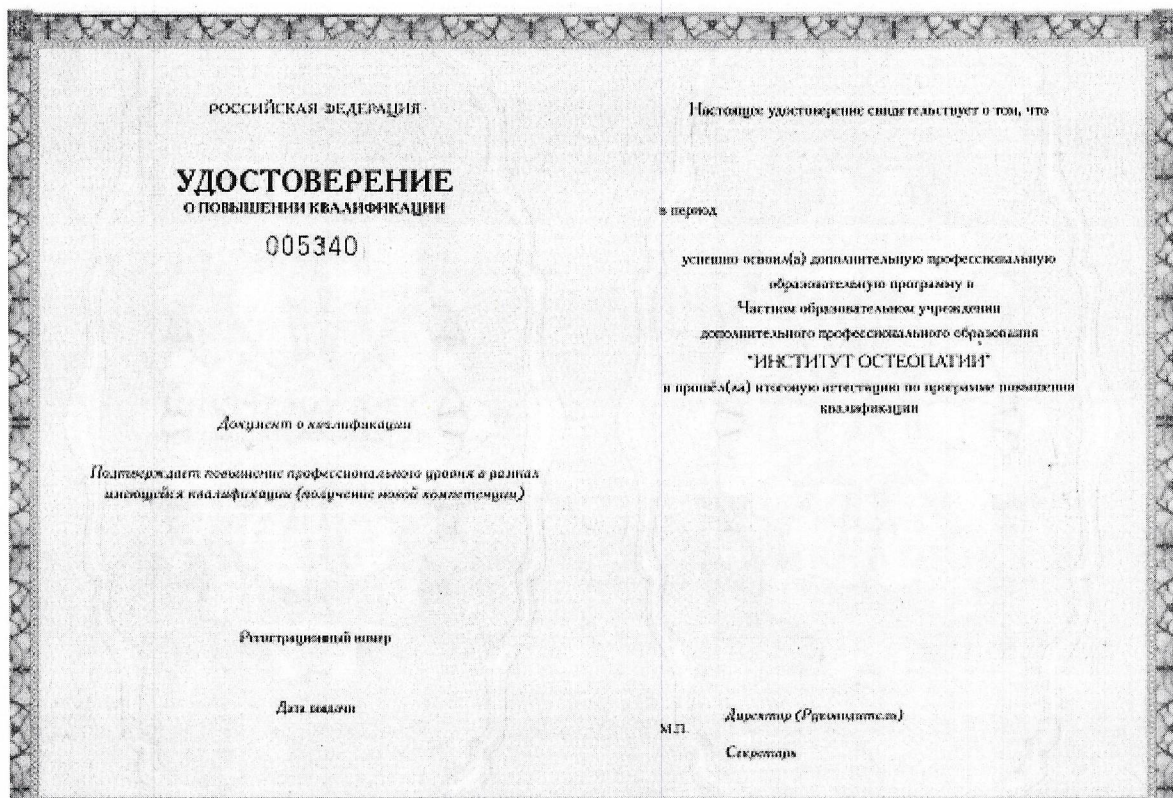 РОССИЙСКАЯ ФЕДЕРАЦИЯ
УДОСТОВЕРЕНИЕ
О ПОВЫШЕНИИ КВАЛИФИКАЦИИ
005340
Документ о квалификации
Подтверждает повышение профессионального уровня в рамках
имеющейся квалификации (получение новой компетенции)
Регистрационный номер
Дата выдачи
Настоящее удостоверение свидетельствует о том, что
в период
успешно освоил(а) дополнительную профессиональную
образовательную программу в
Частном образовательном учреждении
дополнительного профессионального образования
"ИНСТИТУТ ОСТЕОПАТИИ"
и прошёл(ла) итоговую аттестацию по программе повышения
квалификации
М.П.
Директор (Руководитель)
Секретарь